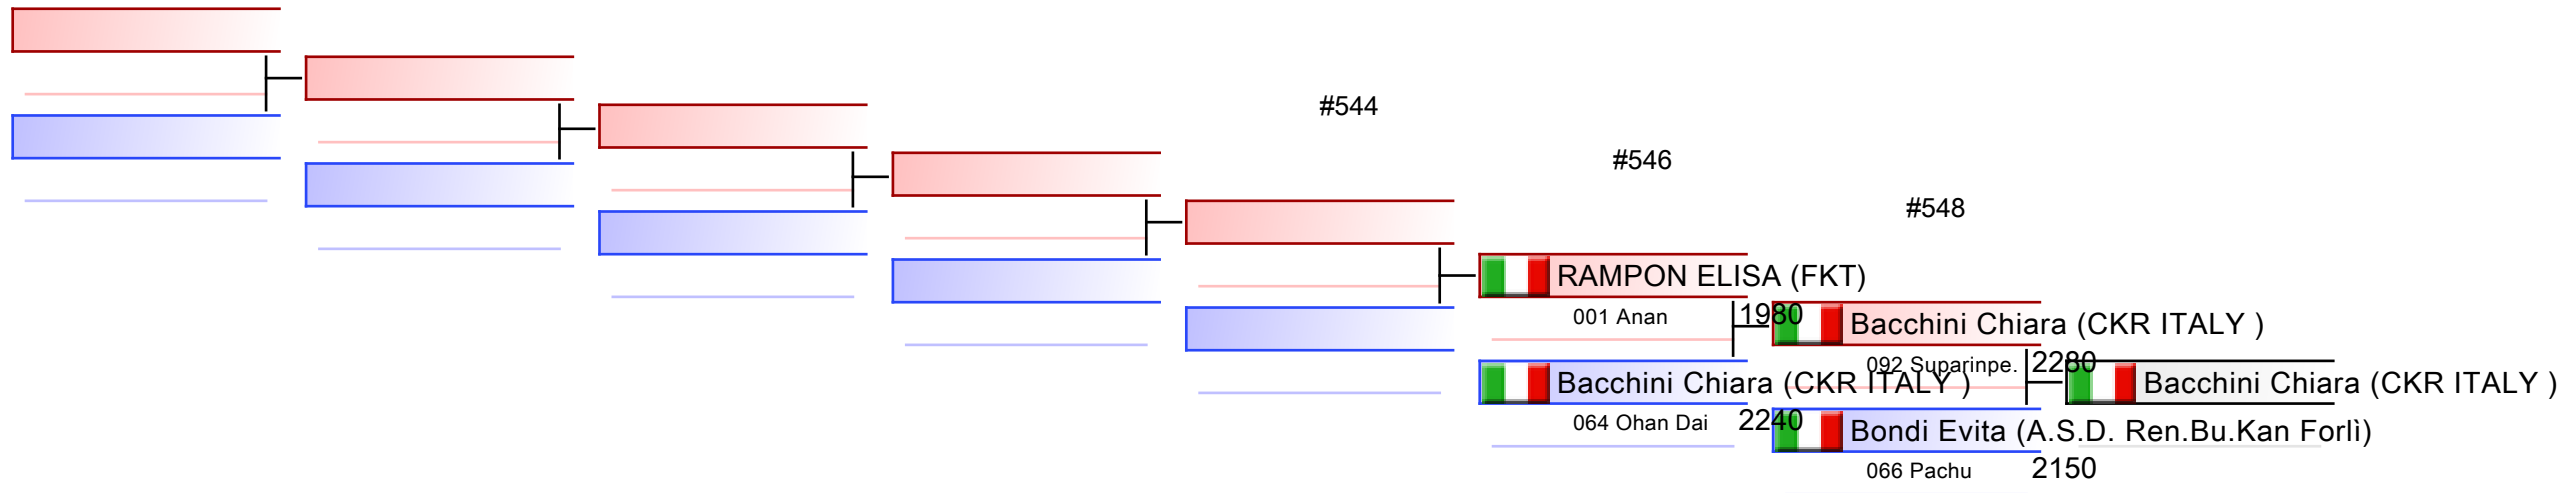 #544
#546
#548
RAMPON ELISA (FKT)
001 Anan 1980
Bacchini Chiara (CKR ITALY )
092 Suparinpe. 2280
Bacchini Chiara (CKR ITALY )
Bacchini Chiara (CKR ITALY )
064 Ohan Dai 2240
Bondi Evita (A.S.D. Ren.Bu.Kan Forlì)
066 Pachu 2150